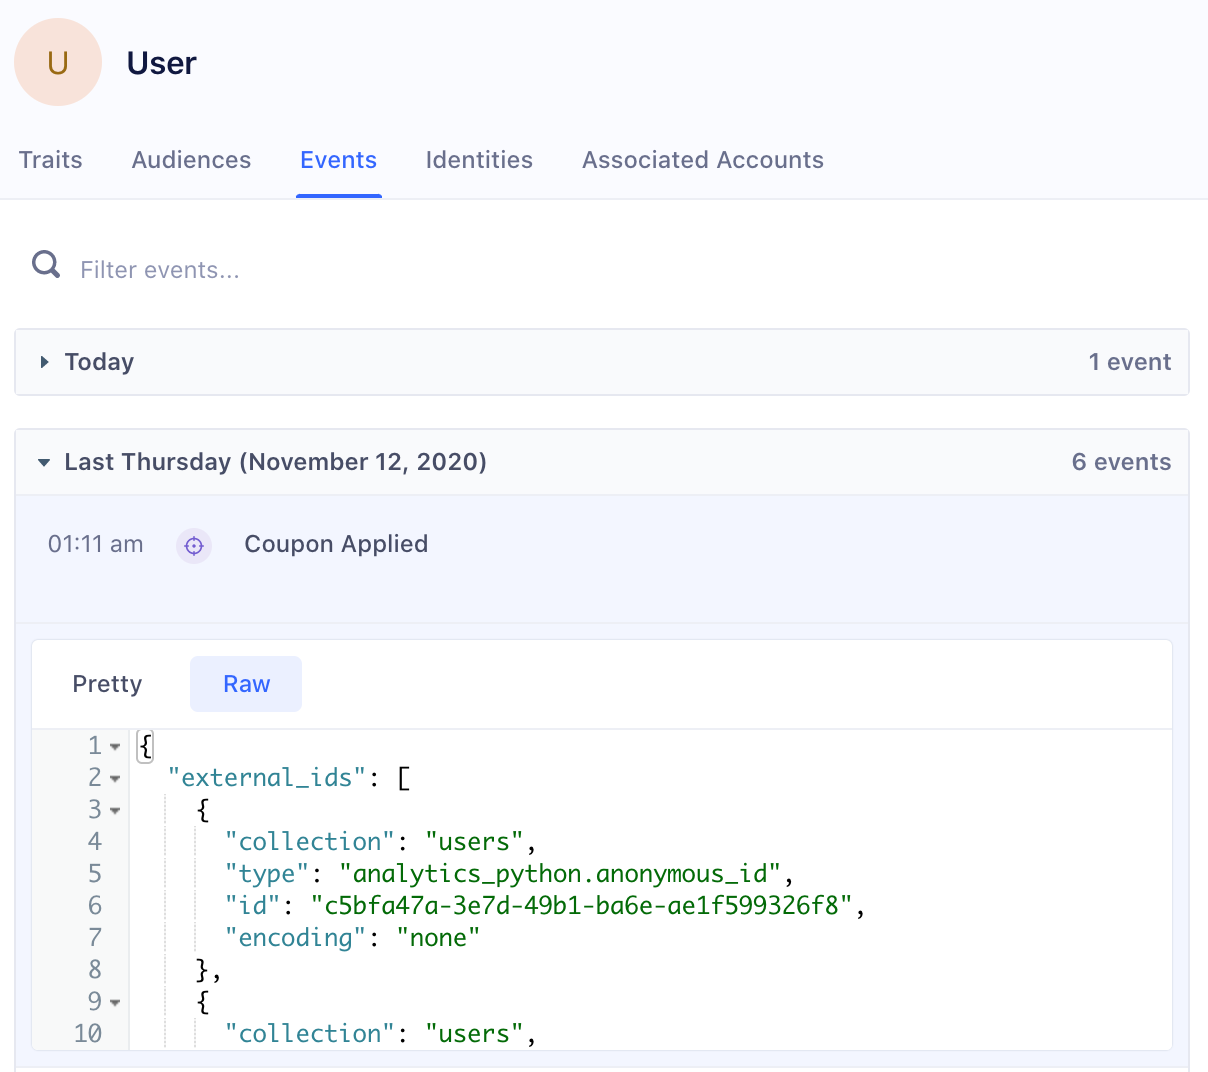 U
User
Traits Audiences Events Identities Associated Accounts
Filter events...
Today 1 event
Last Thursday (November 12, 2020) 6 events
01:11 am Coupon Applied
Pretty Raw
1 {
2 "external_ids": [
3 {
4 "collection": "users",
5 "type": "analytics_python.anonymous_id",
6 "id": "c5bfa47a-3e7d-49b1-ba6e-ae1f599326f8",
7 "encoding": "none"
8 },
9 {
10 "collection": "users",